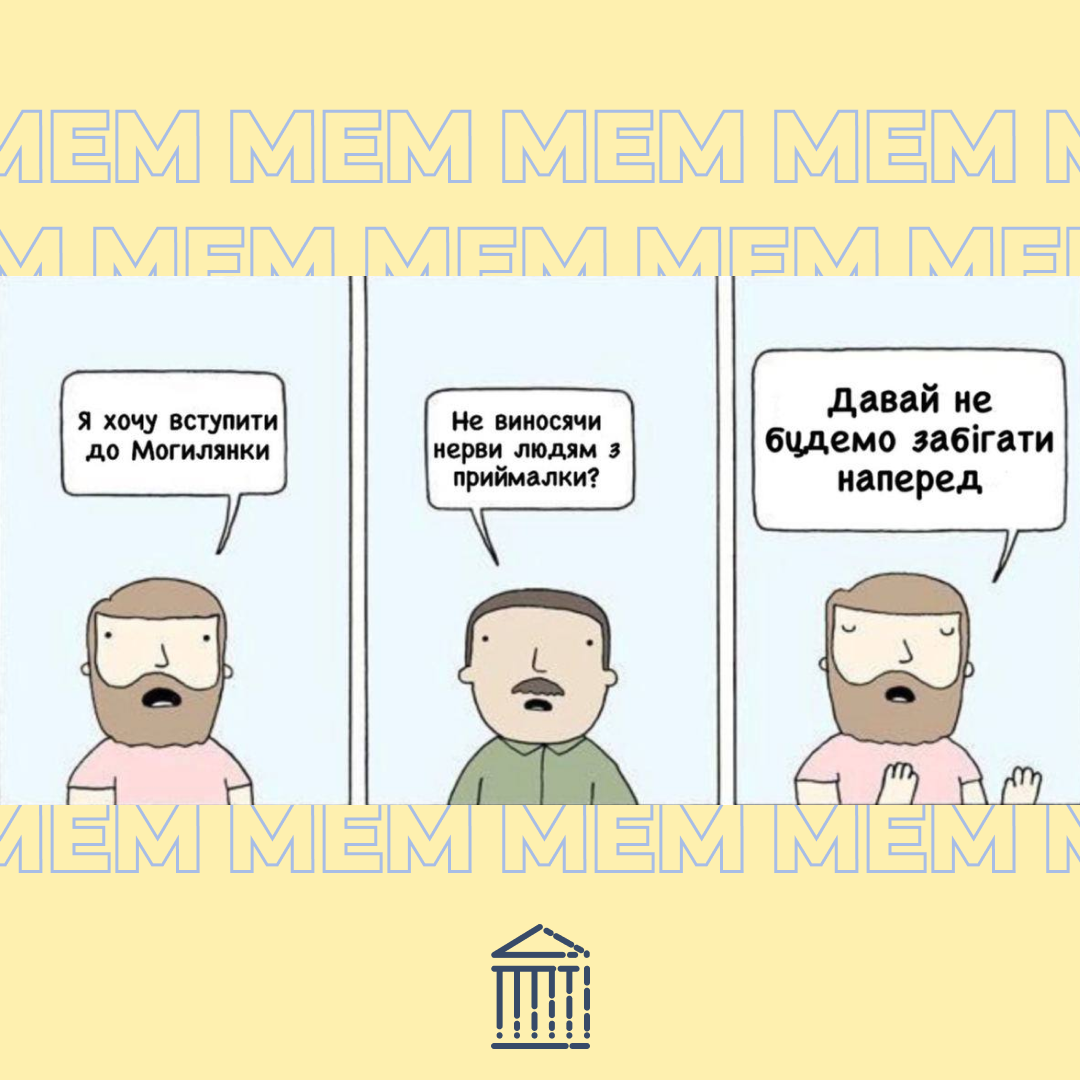 МЕМ МЕМ МЕМ МЕМ
МЕМ МЕМ МЕМ МЕМ
Я хочу вступити
до Могилянки
Не виносячи
нерви людям з
приймалки?
Давай не
будемо забігати
наперед
МЕМ МЕМ МЕМ МЕМ